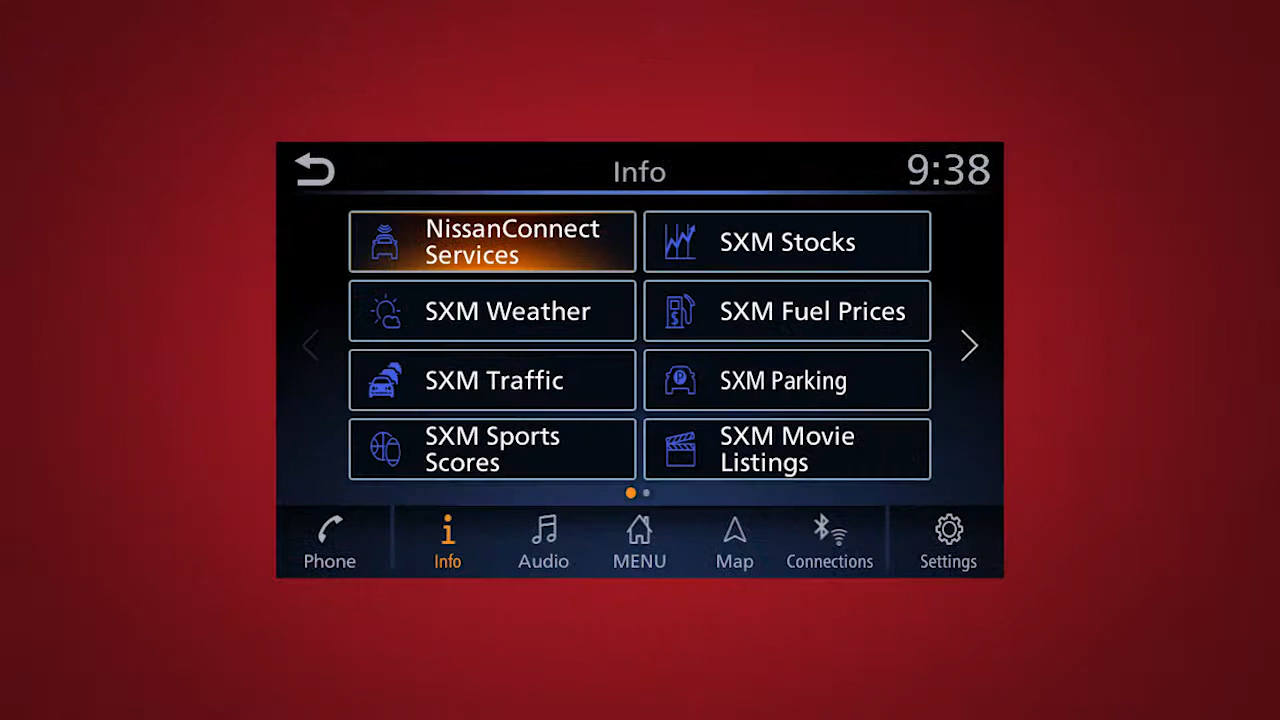 Info
9:38
NissanConnect
Services
SXM Stocks
SXM Weather
SXM Fuel Prices
SXM Traffic
SXM Parking
SXM Sports
Scores
SXM Movie
Listings
Phone
Info
Audio
MENU
Map
Connections
Settings